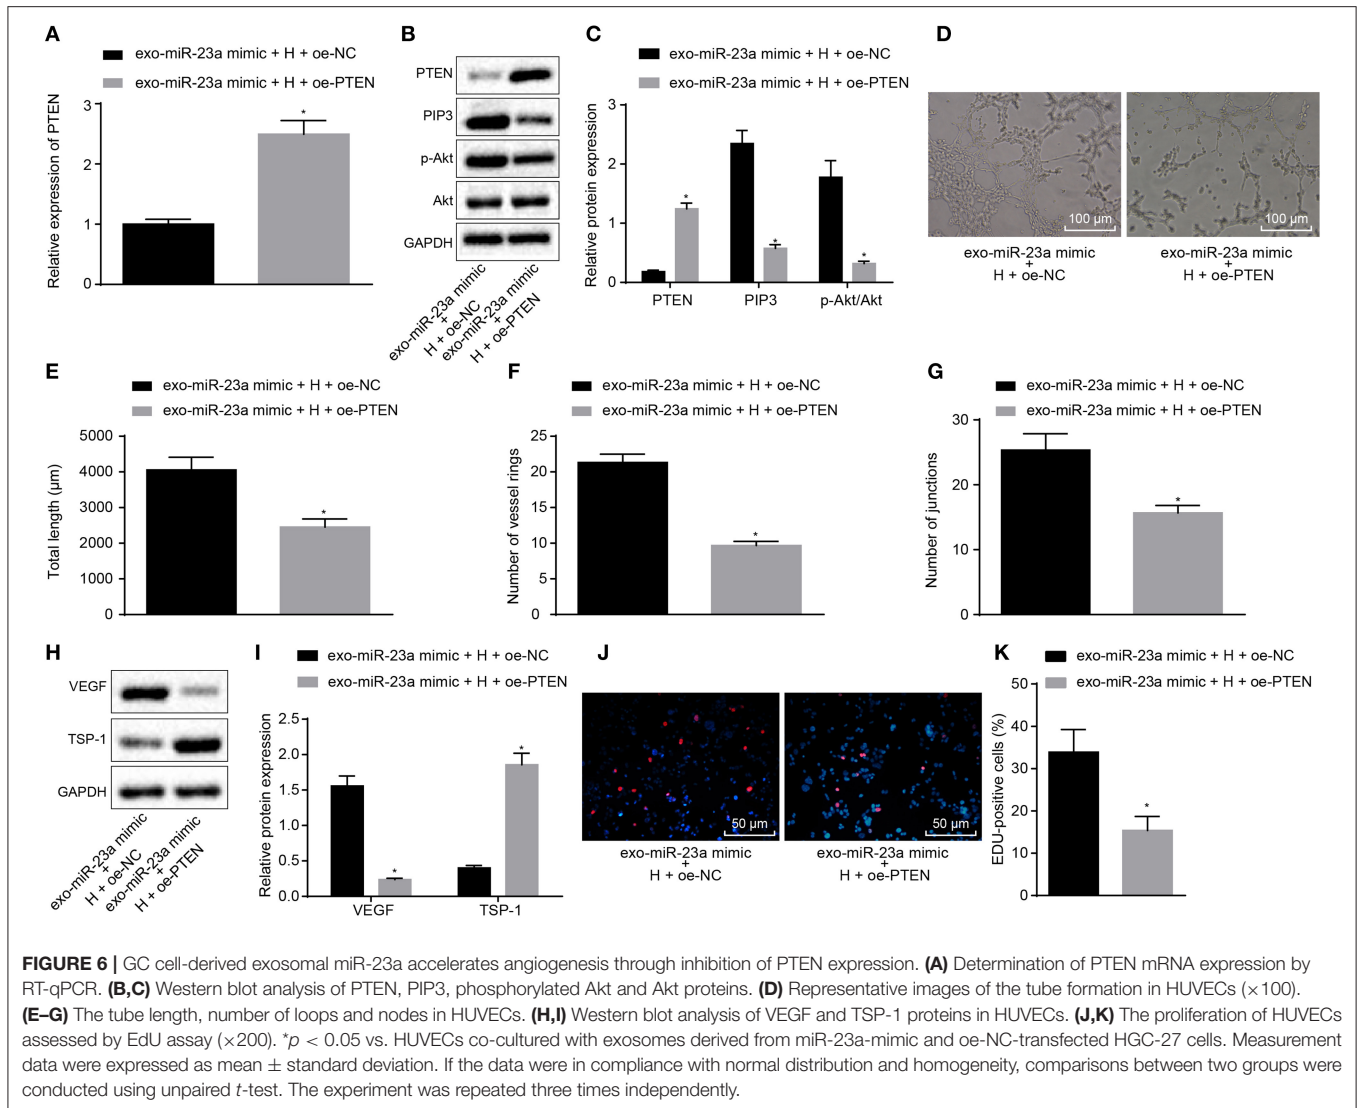 A
exo-miR-23a mimic + H + oe-NC
exo-miR-23a mimic + H + oe-PTEN
Relative expression of PTEN
3
2
1
0
*
B
PTEN
PIP3
p-Akt
Akt
GAPDH
exo-miR-23a mimic
+
H + oe-NC
exo-miR-23a mimic
+
H + oe-PTEN
C
exo-miR-23a mimic + H + oe-NC
exo-miR-23a mimic + H + oe-PTEN
Relative protein expression
3
2
1
0
*
*
*
PTEN
PIP3
p-Akt/Akt
D
100 µm
100 µm
exo-miR-23a mimic
+
H + oe-NC
exo-miR-23a mimic
+
H + oe-PTEN
E
exo-miR-23a mimic + H + oe-NC
exo-miR-23a mimic + H + oe-PTEN
Total length (µm)
5000
4000
3000
2000
1000
0
*
F
exo-miR-23a mimic + H + oe-NC
exo-miR-23a mimic + H + oe-PTEN
Number of vessel rings
25
20
15
10
5
0
*
G
exo-miR-23a mimic + H + oe-NC
exo-miR-23a mimic + H + oe-PTEN
Number of junctions
30
20
10
0
*
H
VEGF
TSP-1
GAPDH
exo-miR-23a mimic
+
H + oe-NC
exo-miR-23a mimic
+
H + oe-PTEN
I
exo-miR-23a mimic + H + oe-NC
exo-miR-23a mimic + H + oe-PTEN
Relative protein expression
2.5
2.0
1.5
1.0
0.5
0.0
*
*
VEGF
TSP-1
J
50 µm
50 µm
exo-miR-23a mimic
+
H + oe-NC
exo-miR-23a mimic
+
H + oe-PTEN
K
exo-miR-23a mimic + H + oe-NC
exo-miR-23a mimic + H + oe-PTEN
EDU-positive cells (%)
50
40
30
20
10
0
*
FIGURE 6 | GC cell-derived exosomal miR-23a accelerates angiogenesis through inhibition of PTEN expression. (A) Determination of PTEN mRNA expression by
RT-qPCR. (B,C) Western blot analysis of PTEN, PIP3, phosphorylated Akt and Akt proteins. (D) Representative images of the tube formation in HUVECs (×100).
(E–G) The tube length, number of loops and nodes in HUVECs. (H,I) Western blot analysis of VEGF and TSP-1 proteins in HUVECs. (J,K) The proliferation of HUVECs
assessed by EdU assay (×200). *p < 0.05 vs. HUVECs co-cultured with exosomes derived from miR-23a-mimic and oe-NC-transfected HGC-27 cells. Measurement
data were expressed as mean ± standard deviation. If the data were in compliance with normal distribution and homogeneity, comparisons between two groups were
conducted using unpaired t-test. The experiment was repeated three times independently.